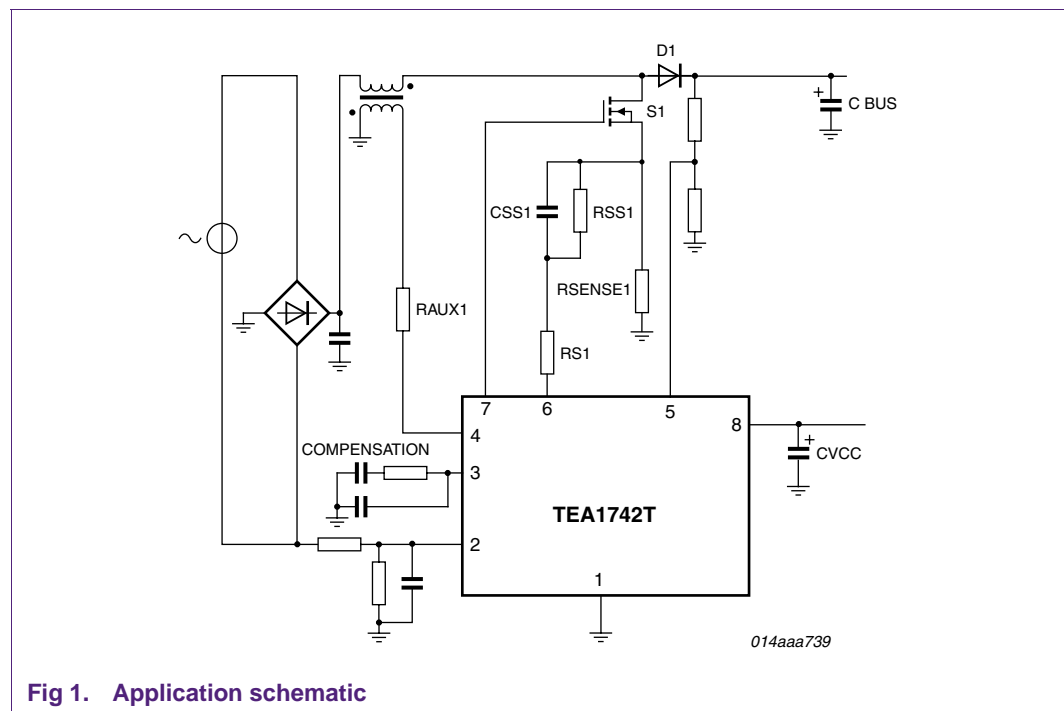 D1
+
C BUS
S1
CSS1
RSS1
RSENSE1
RAUX1
RS1
7
6
5
8
4
+
CVCC
COMPENSATION
3
TEA1742T
2
1
014aaa739
Fig 1. Application schematic